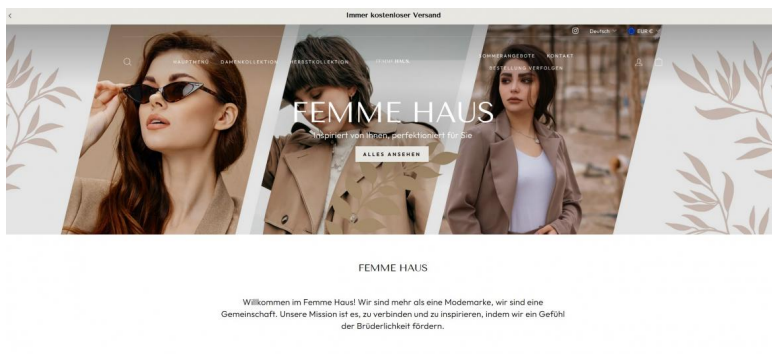 Immer kostenloser Versand
Deutsch
EUR €
HAUPTMENÜ DAMENKOLLEKTION HERBSTKOLLEKTION
FEMME HAUS
SOMMERANGEBOTE KONTAKT
BESTELLUNG VERFOLGEN
FEMME HAUS
Inspiriert von Ihnen, perfektioniert für Sie
ALLES ANSEHEN
FEMME HAUS
Willkommen im Femme Haus! Wir sind mehr als eine Modemarke, wir sind eine
Gemeinschaft. Unsere Mission ist es, zu verbinden und zu inspirieren, indem wir ein Gefühl
der Brüderlichkeit fördern.